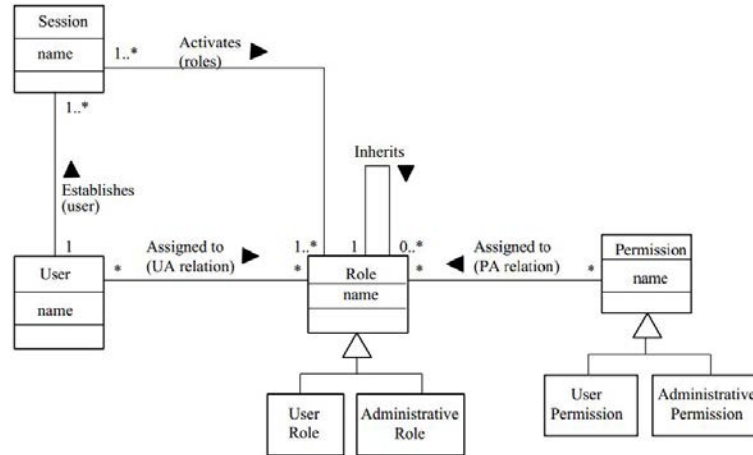 Session
name
1..*
Activates
(roles)
1..*
Inherits
Establishes
(user)
1
Assigned to
(UA relation)
1..*
1
0..*
Assigned to
(PA relation)
Permission
User
*
*
Role
*
*
name
name
name
User
Role
Administrative
Role
User
Permission
Administrative
Permission